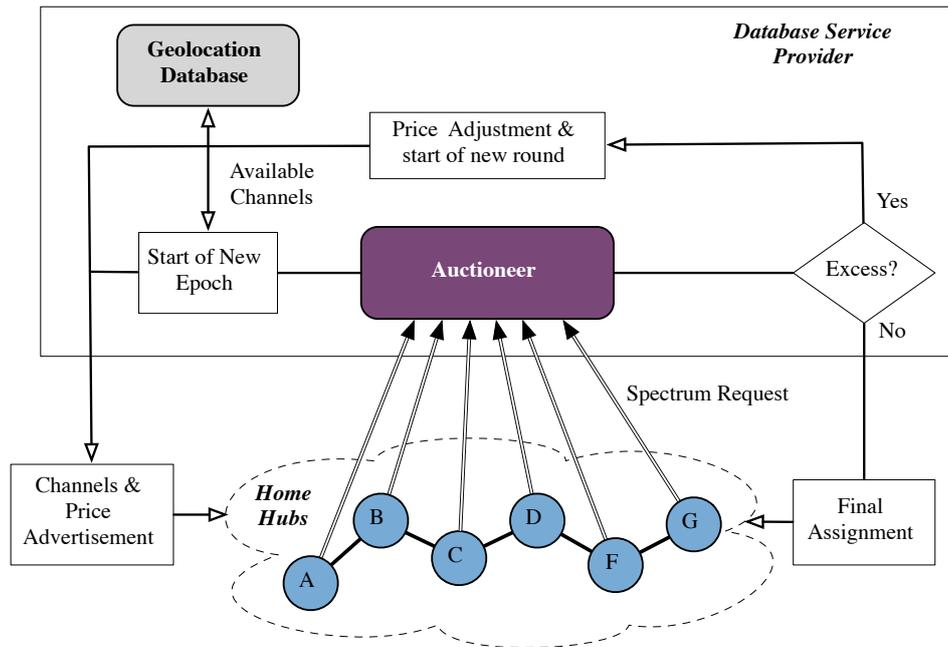 Geolocation
Database
Database Service
Provider
Price Adjustment &
start of new round
Available
Channels
Yes
Start of New
Epoch
Auctioneer
Excess?
No
Spectrum Request
Channels &
Price
Advertisement
Home
Hubs
A
B
C
D
F
G
Final
Assignment